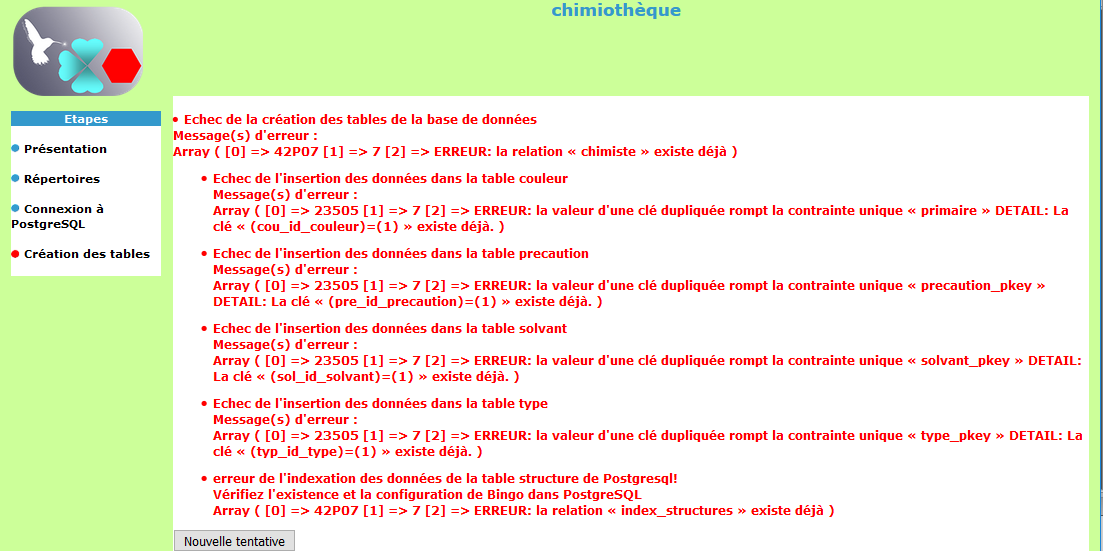 chimiothèque
Etapes
Présentation
Répertoires
Connexion à
PostgreSQL
Création des tables
• Echec de la création des tables de la base de données
Message(s) d'erreur :
Array ( [0] => 42P07 [1] => 7 [2] => ERREUR: la relation « chimiste » existe déjà )
• Echec de l'insertion des données dans la table couleur
Message(s) d'erreur :
Array ( [0] => 23505 [1] => 7 [2] => ERREUR: la valeur d'une clé dupliquée rompt la contrainte unique « primaire » DETAIL: La
clé « (cou_id_couleur)=(1) » existe déjà. )
• Echec de l'insertion des données dans la table precaution
Message(s) d'erreur :
Array ( [0] => 23505 [1] => 7 [2] => ERREUR: la valeur d'une clé dupliquée rompt la contrainte unique « precaution_pkey »
DETAIL: La clé « (pre_id_precaution)=(1) » existe déjà. )
• Echec de l'insertion des données dans la table solvant
Message(s) d'erreur :
Array ( [0] => 23505 [1] => 7 [2] => ERREUR: la valeur d'une clé dupliquée rompt la contrainte unique « solvant_pkey » DETAIL:
La clé « (sol_id_solvant)=(1) » existe déjà. )
• Echec de l'insertion des données dans la table type
Message(s) d'erreur :
Array ( [0] => 23505 [1] => 7 [2] => ERREUR: la valeur d'une clé dupliquée rompt la contrainte unique « type_pkey » DETAIL: La
clé « (typ_id_type)=(1) » existe déjà. )
• erreur de l'indexation des données de la table structure de Postgresql!
Vérifiez l'existence et la configuration de Bingo dans PostgreSQL
Array ( [0] => 42P07 [1] => 7 [2] => ERREUR: la relation « index_structures » existe déjà )
Nouvelle tentative